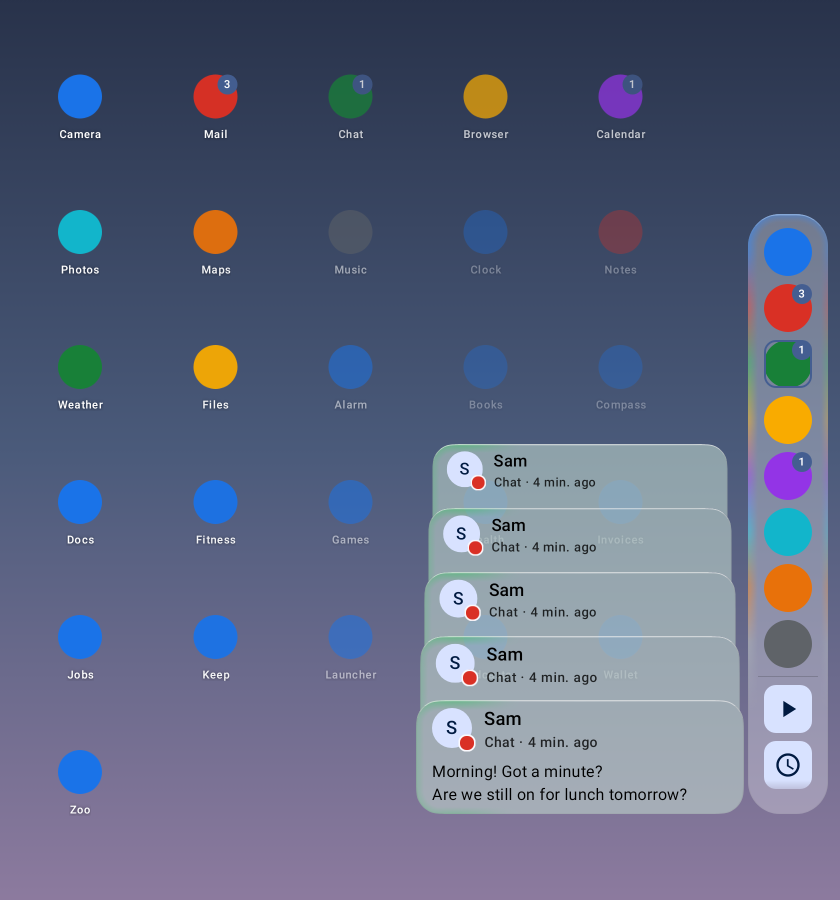 3
1
1
Camera
Mail
Chat
Browser
Calendar
Photos
Maps
Music
Clock
Notes
Weather
Files
Alarm
Books
Compass
Docs
Fitness
Games
Invoices
Jobs
Keep
Launcher
Wallet
Zoo
S
Sam
Chat · 4 min. ago
S
Sam
Chat · 4 min. ago
S
Sam
Chat · 4 min. ago
S
Sam
Chat · 4 min. ago
S
Sam
Chat · 4 min. ago
Morning! Got a minute?
Are we still on for lunch tomorrow?
3
1
1